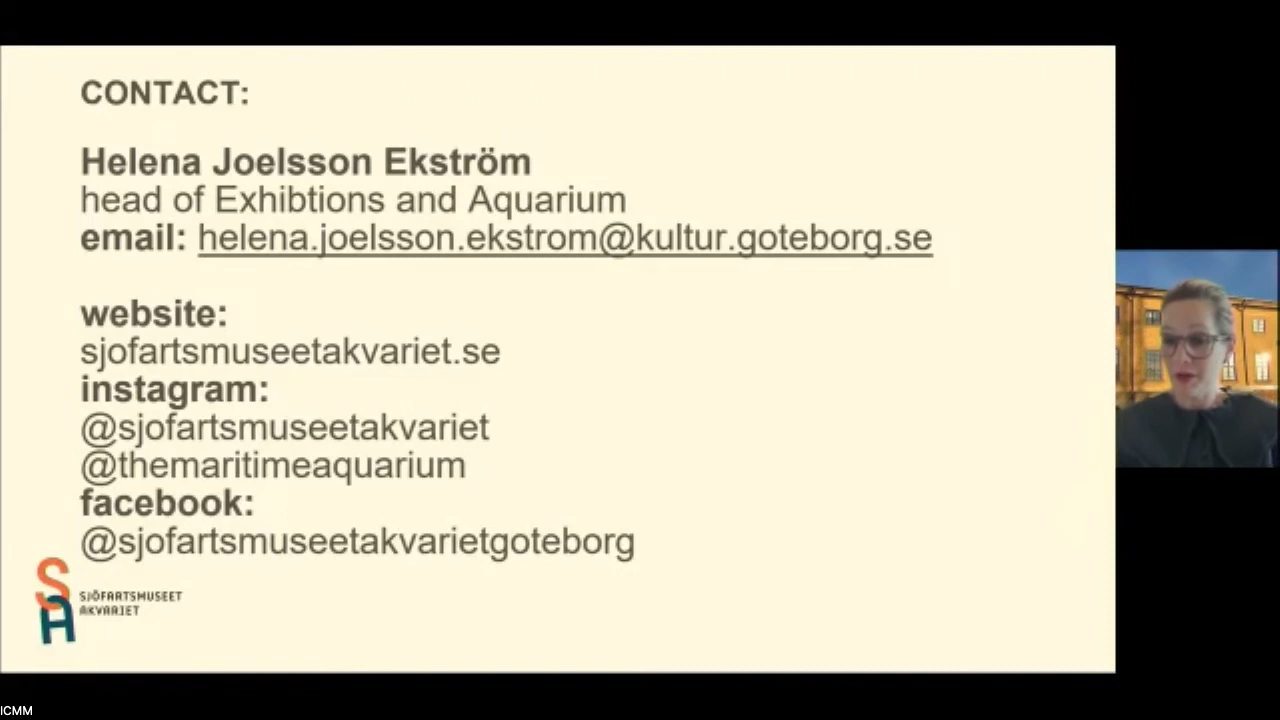 CONTACT:
Helena Joelsson Ekström
head of Exhibtions and Aquarium
email: helena.joelsson.ekstrom@kultur.goteborg.se
website:
sjofartsmuseetakvariet.se
instagram:
@sjofartsmuseetakvariet
@themaritimeaquarium
facebook:
@sjofartsmuseetakvarietgoteborg
SA
SJÖFARTSMUSEET
AKVARIET
ICMM